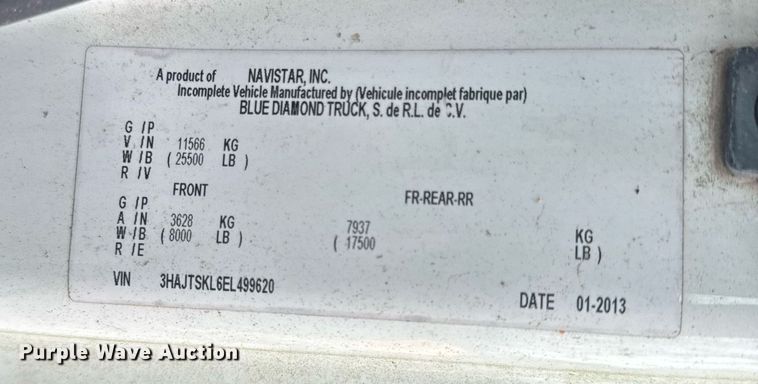 A product of NAVISTAR, INC.
Incomplete Vehicle Manufactured by (Vehicule incomplet fabrique par)
BLUE DIAMOND TRUCK, S. de R.L. de C.V.
G /P
V /N 11566 KG
W /B ( 25500 LB )
R /V
FRONT FR-REAR-RR
G /P
A /N 3628 KG 7937 KG
W /B ( 8000 LB ) ( 17500 LB )
R /E
VIN 3HAJTSKL6EL499620
DATE 01-2013
Purple Wave Auction